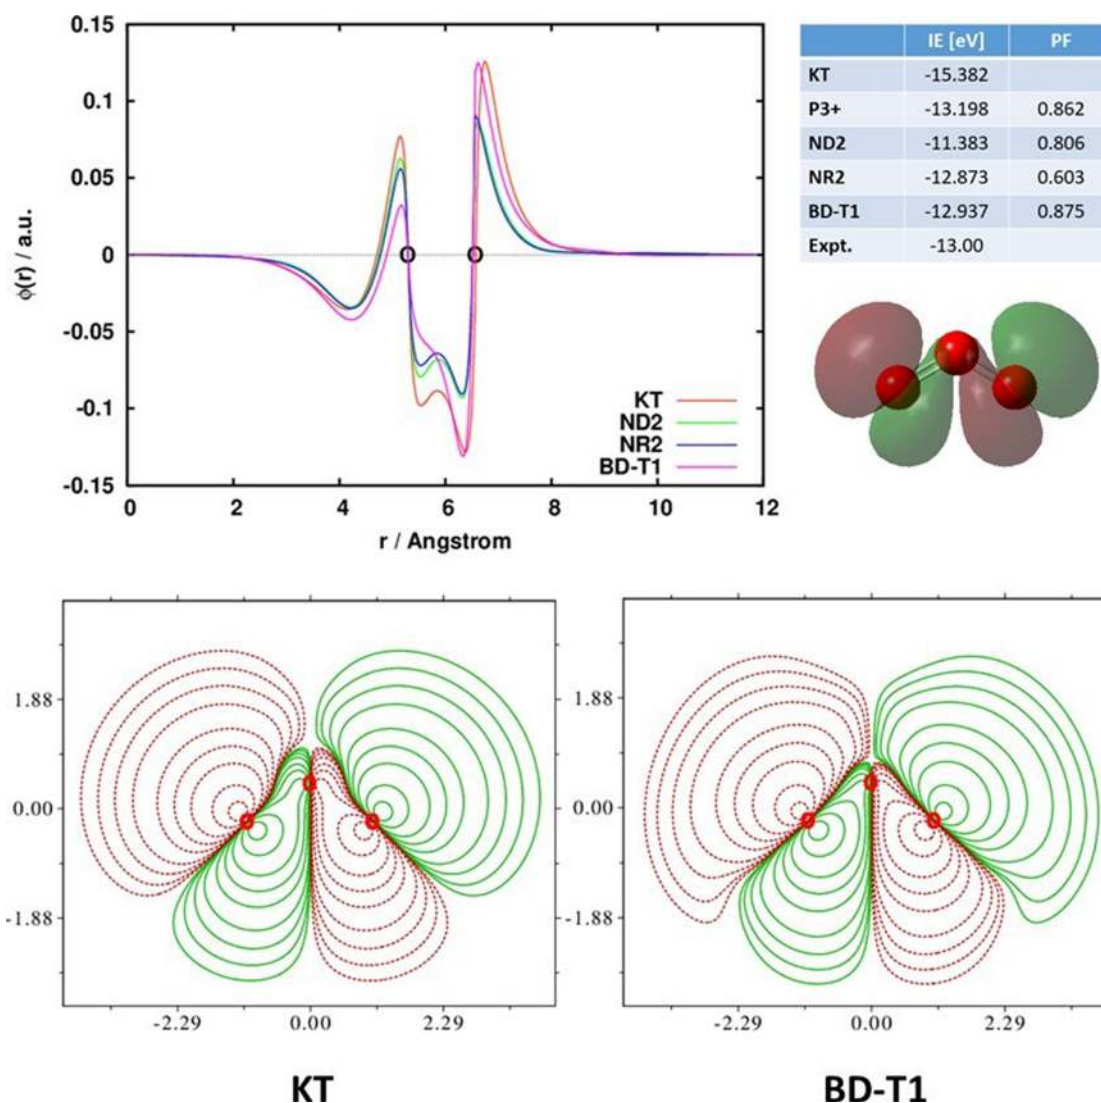 0.15
0.1
0.05
0
-0.05
-0.1
-0.15
ϕ(r) / a.u.
O O
KT
ND2
NR2
BD-T1
0 2 4 6 8 10 12
r / Angstrom
IE [eV] PF
KT -15.382
P3+ -13.198 0.862
ND2 -11.383 0.806
NR2 -12.873 0.603
BD-T1 -12.937 0.875
Expt. -13.00
1.88
0.00
-1.88
-2.29 0.00 2.29
KT
1.88
0.00
-1.88
-2.29 0.00 2.29
BD-T1